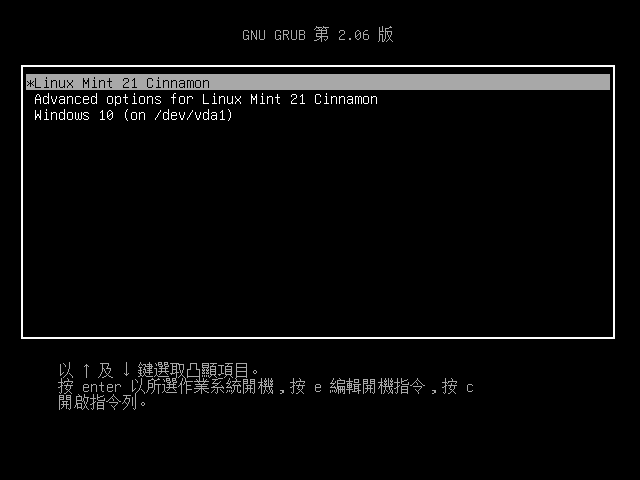 GNU GRUB 第 2.06 版
*Linux Mint 21 Cinnamon
Advanced options for Linux Mint 21 Cinnamon
Windows 10 (on /dev/vda1)
以 ↑ 及 ↓ 鍵選取凸顯項目。
按 enter 以所選作業系統開機，按 e 編輯開機指令，按 c
開啟指令列。